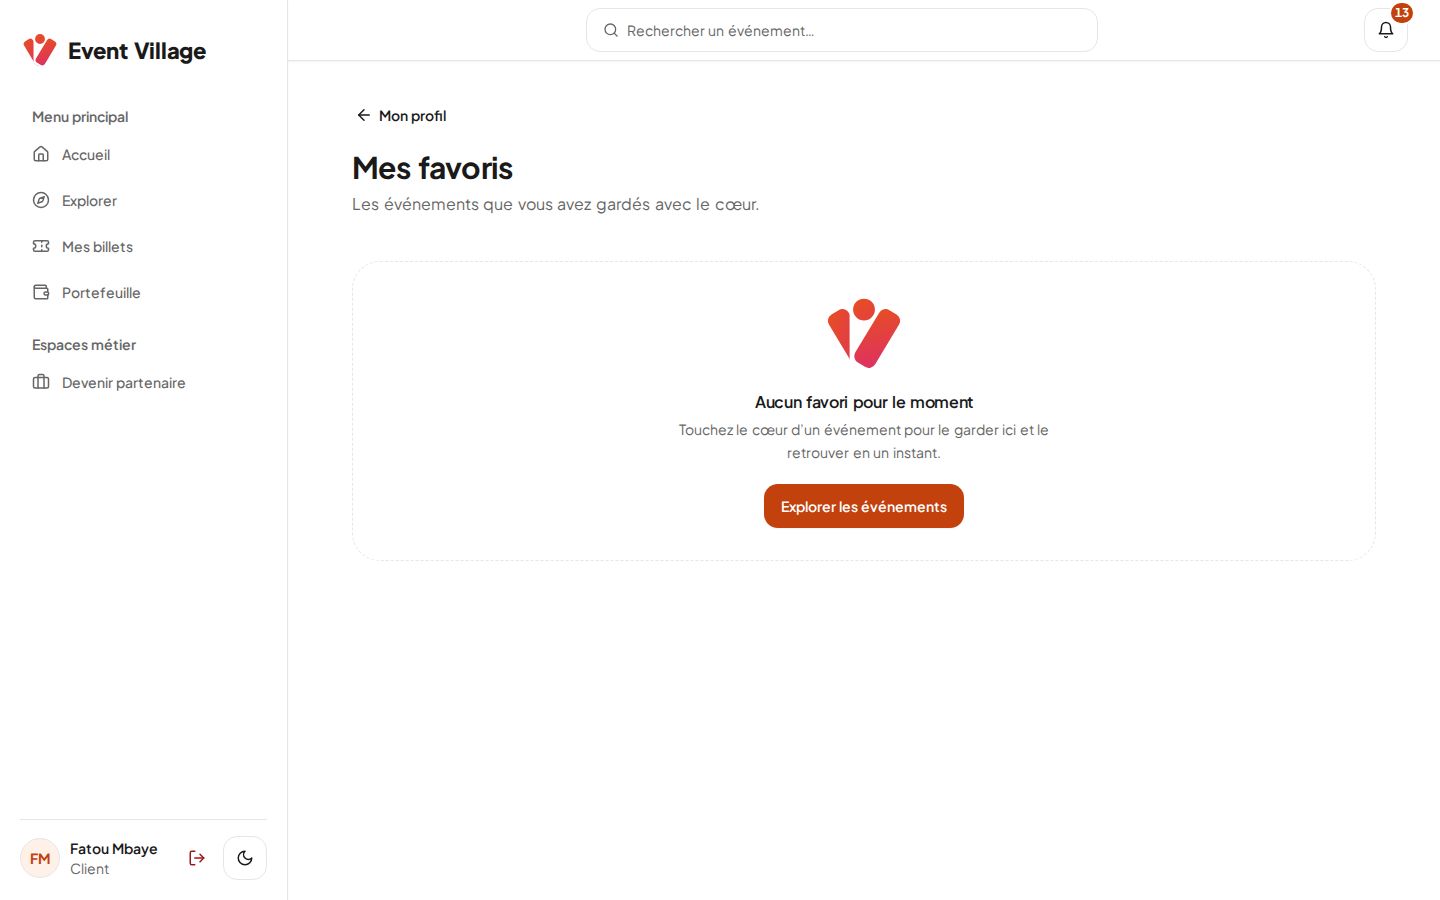 Event Village
Rechercher un événement...
13
Menu principal
Accueil
Explorer
Mes billets
Portefeuille
Espaces métier
Devenir partenaire
Mon profil
Mes favoris
Les événements que vous avez gardés avec le cœur.
Aucun favori pour le moment
Touchez le cœur d'un événement pour le garder ici et le
retrouver en un instant.
Explorer les événements
FM
Fatou Mbaye
Client